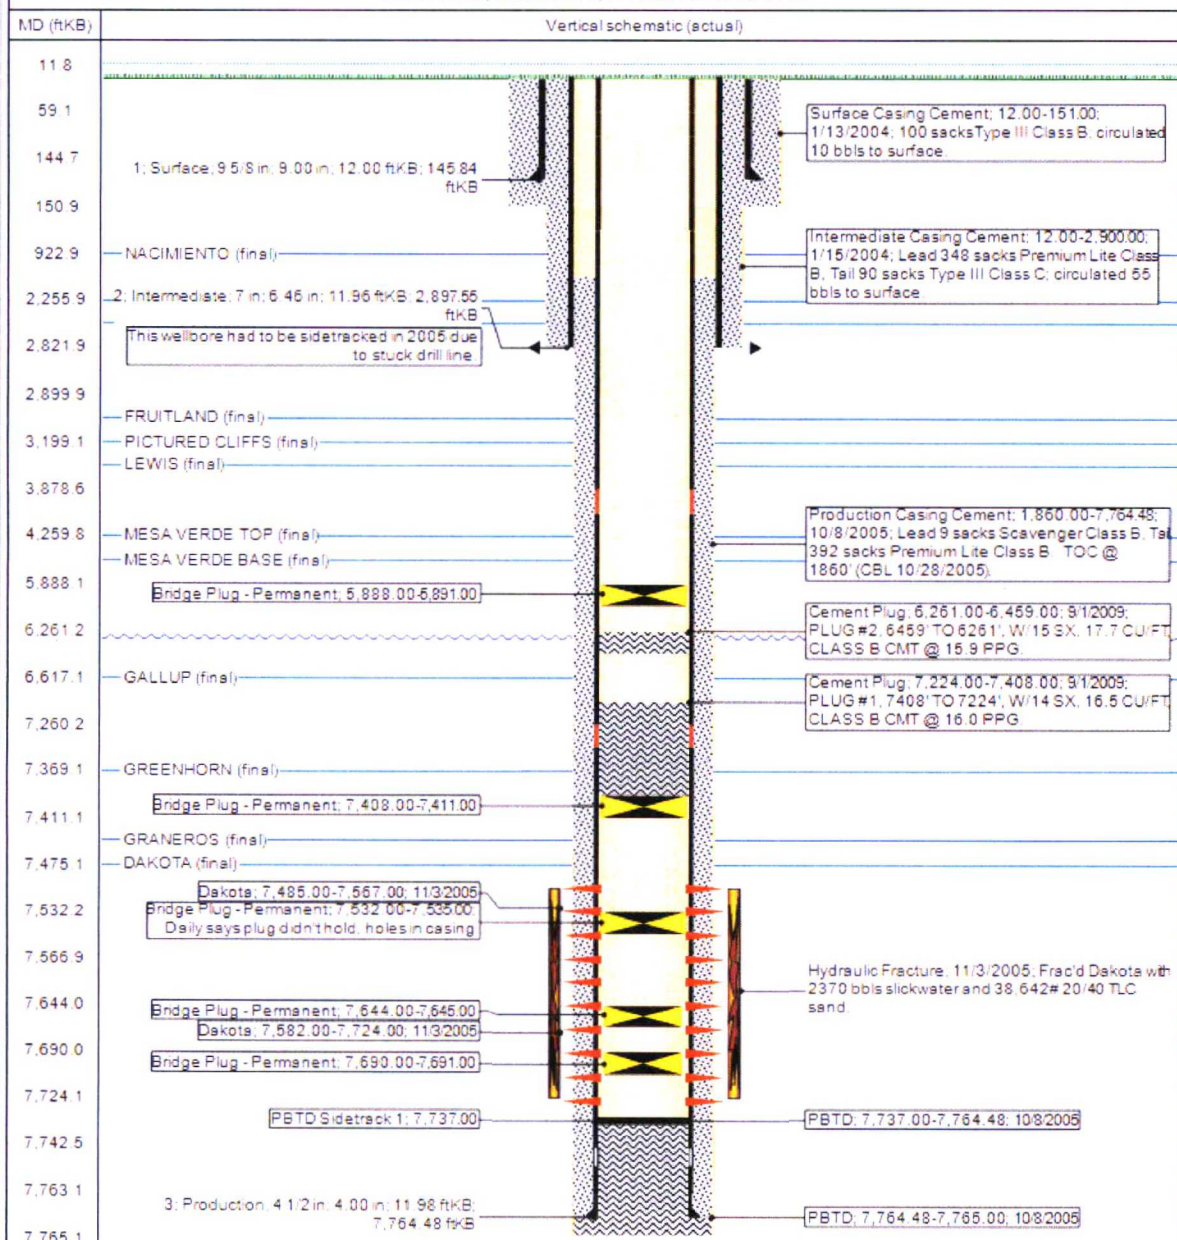 MD (ftKB)
Vertical schematic (actual)
11.8
59.1
144.7
150.9
922.9
2,255.9
2,821.9
2,899.9
3,199.1
3,878.6
4,259.8
5,888.1
6,261.2
6,617.1
7,260.2
7,369.1
7,411.1
7,475.1
7,532.2
7,566.9
7,644.0
7,690.0
7,724.1
7,742.5
7,763.1
7,765.1
Surface Casing Cement; 12.00-151.00;
1/13/2004; 100 sacksType III Class B, circulated
10 bbls to surface.
1; Surface; 9 5/8 in; 9.00 in; 12.00 ftKB; 145.84
ftKB
NACIMIENTO (final)
Intermediate Casing Cement; 12.00-2,900.00;
1/15/2004; Lead 348 sacks Premium Lite Class
B, Tail 90 sacks Type III Class C; circulated 55
bbls to surface
2; Intermediate; 7 in; 6.46 in; 11.96 ftKB; 2,897.55
ftKB
This wellbore had to be sidetracked in 2005 due
to stuck drill line
FRUITLAND (final)
PICTURED CLIFFS (final)
LEWIS (final)
Production Casing Cement; 1,860.00-7,764.48;
10/8/2005; Lead 9 sacks Scavenger Class B, Tai
392 sacks Premium Lite Class B. TOC @
1860' (CBL 10/28/2005).
MESA VERDE TOP (final)
MESA VERDE BASE (final)
Bridge Plug - Permanent; 5,888.00-5,891.00
Cement Plug; 6,261.00-6,459.00; 9/1/2009;
PLUG #2, 6459' TO 6261', W/15 SX, 17.7 CU/FT,
CLASS B CMT @ 15.9 PPG.
GALLUP (final)
Cement Plug; 7,224.00-7,408.00; 9/1/2009;
PLUG #1, 7408' TO 7224', W/14 SX, 16.5 CU/FT,
CLASS B CMT @ 16.0 PPG.
GREENHORN (final)
Bridge Plug - Permanent; 7,408.00-7,411.00
GRANEROS (final)
DAKOTA (final)
Dakota; 7,485.00-7,567.00; 11/3/2005
Bridge Plug - Permanent; 7,532.00-7,535.00;
Daily says plug didn't hold, holes in casing
Hydraulic Fracture, 11/3/2005; Frac'd Dakota with
2370 bbls slickwater and 38,642# 20/40 TLC
sand.
Bridge Plug - Permanent; 7,644.00-7,645.00
Dakota; 7,582.00-7,724.00; 11/3/2005
Bridge Plug - Permanent; 7,690.00-7,691.00
PBTD Sidetrack 1; 7,737.00
PBTD; 7,737.00-7,764.48; 10/8/2005
3; Production; 4 1/2 in; 4.00 in; 11.98 ftKB;
7,764.48 ftKB
PBTD; 7,764.48-7,765.00; 10/8/2005